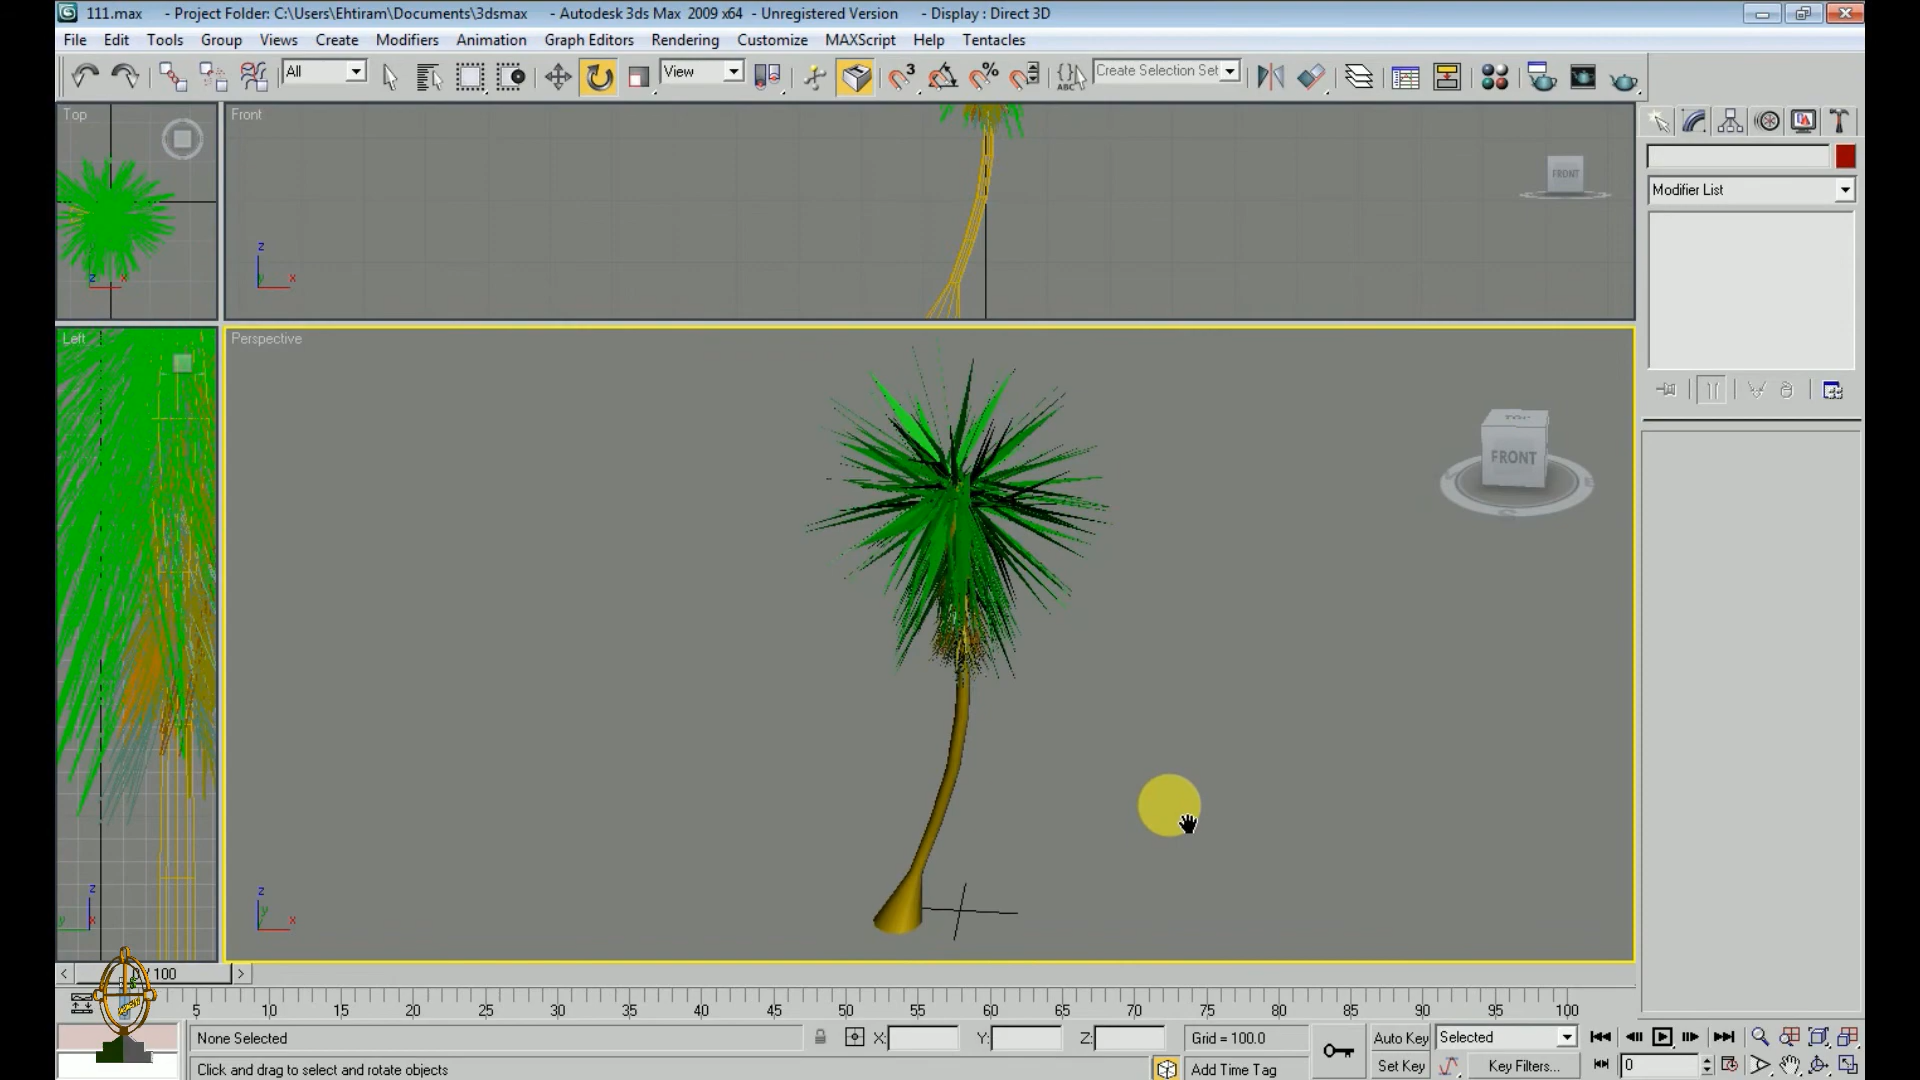 111.max - Project Folder: C:\Users\Ehtiram\Documents\3dsmax - Autodesk 3ds Max 2009 x64 - Unregistered Version - Display : Direct 3D
File Edit Tools Group Views Create Modifiers Animation Graph Editors Rendering Customize MAXScript Help Tentacles
All View 3 % ABC Create Selection Set
Top
Front
FRONT
z x
z x
Modifier List
Left
Perspective
TOP
FRONT
z y x
z y x
0 / 100
5 10 15 20 25 30 35 40 45 50 55 60 65 70 75 80 85 90 95 100
None Selected X: Y: Z: Grid = 100.0 Auto Key Selected
Click and drag to select and rotate objects Add Time Tag Set Key Key Filters... 0